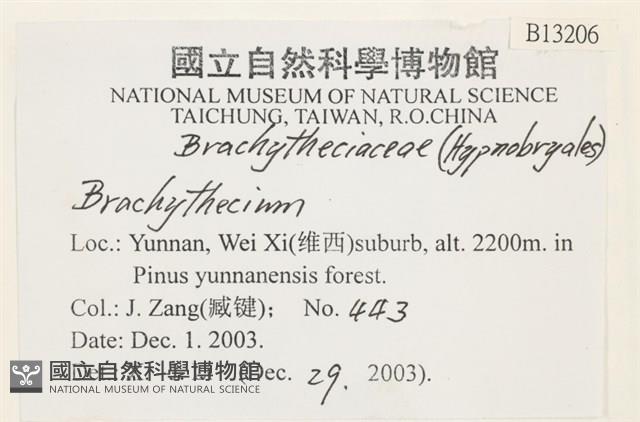 B13206
國立自然科學博物館
NATIONAL MUSEUM OF NATURAL SCIENCE
TAICHUNG, TAIWAN, R.O.CHINA
Brachytheciaceae (Hypnobryales)
Brachythecium
Loc.: Yunnan, Wei Xi(维西)suburb, alt. 2200m. in
Pinus yunnanensis forest.
Col.: J. Zang(臧键); No. 443
Date: Dec. 1. 2003.
(Dec. 29. 2003).
國立自然科學博物館
NATIONAL MUSEUM OF NATURAL SCIENCE